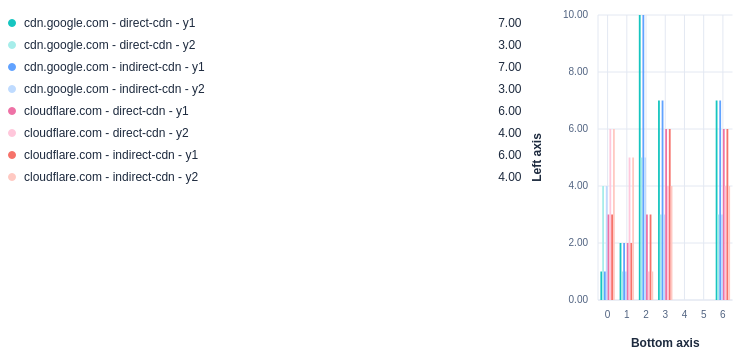 cdn.google.com - direct-cdn - y1 7.00
cdn.google.com - direct-cdn - y2 3.00
cdn.google.com - indirect-cdn - y1 7.00
cdn.google.com - indirect-cdn - y2 3.00
cloudflare.com - direct-cdn - y1 6.00
cloudflare.com - direct-cdn - y2 4.00
cloudflare.com - indirect-cdn - y1 6.00
cloudflare.com - indirect-cdn - y2 4.00
Left axis
10.00
8.00
6.00
4.00
2.00
0.00
0 1 2 3 4 5 6
Bottom axis